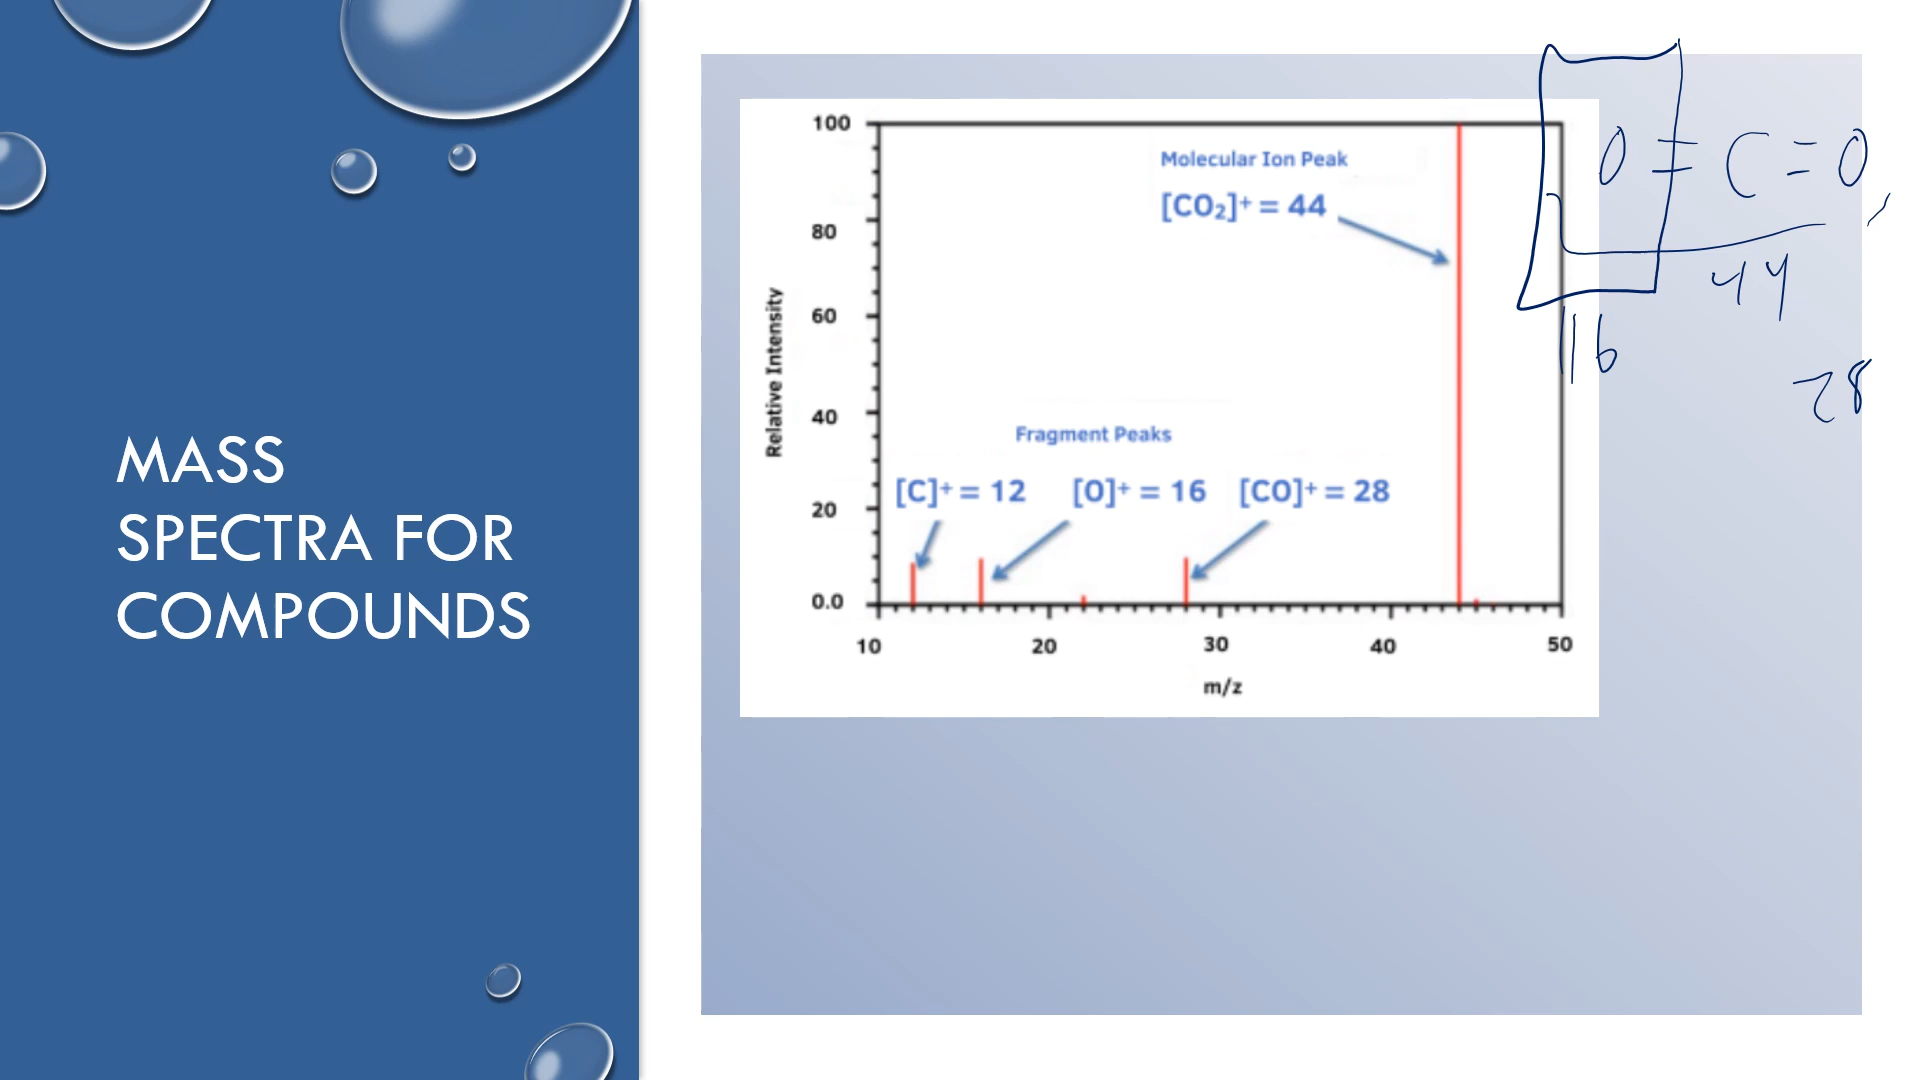 MASS
SPECTRA FOR
COMPOUNDS
100
80
60
40
20
0.0
Relative Intensity
Molecular Ion Peak
[CO₂]⁺ = 44
Fragment Peaks
[C]⁺ = 12
[O]⁺ = 16
[CO]⁺ = 28
10
20
30
40
50
m/z
O = C = O
44
16
28